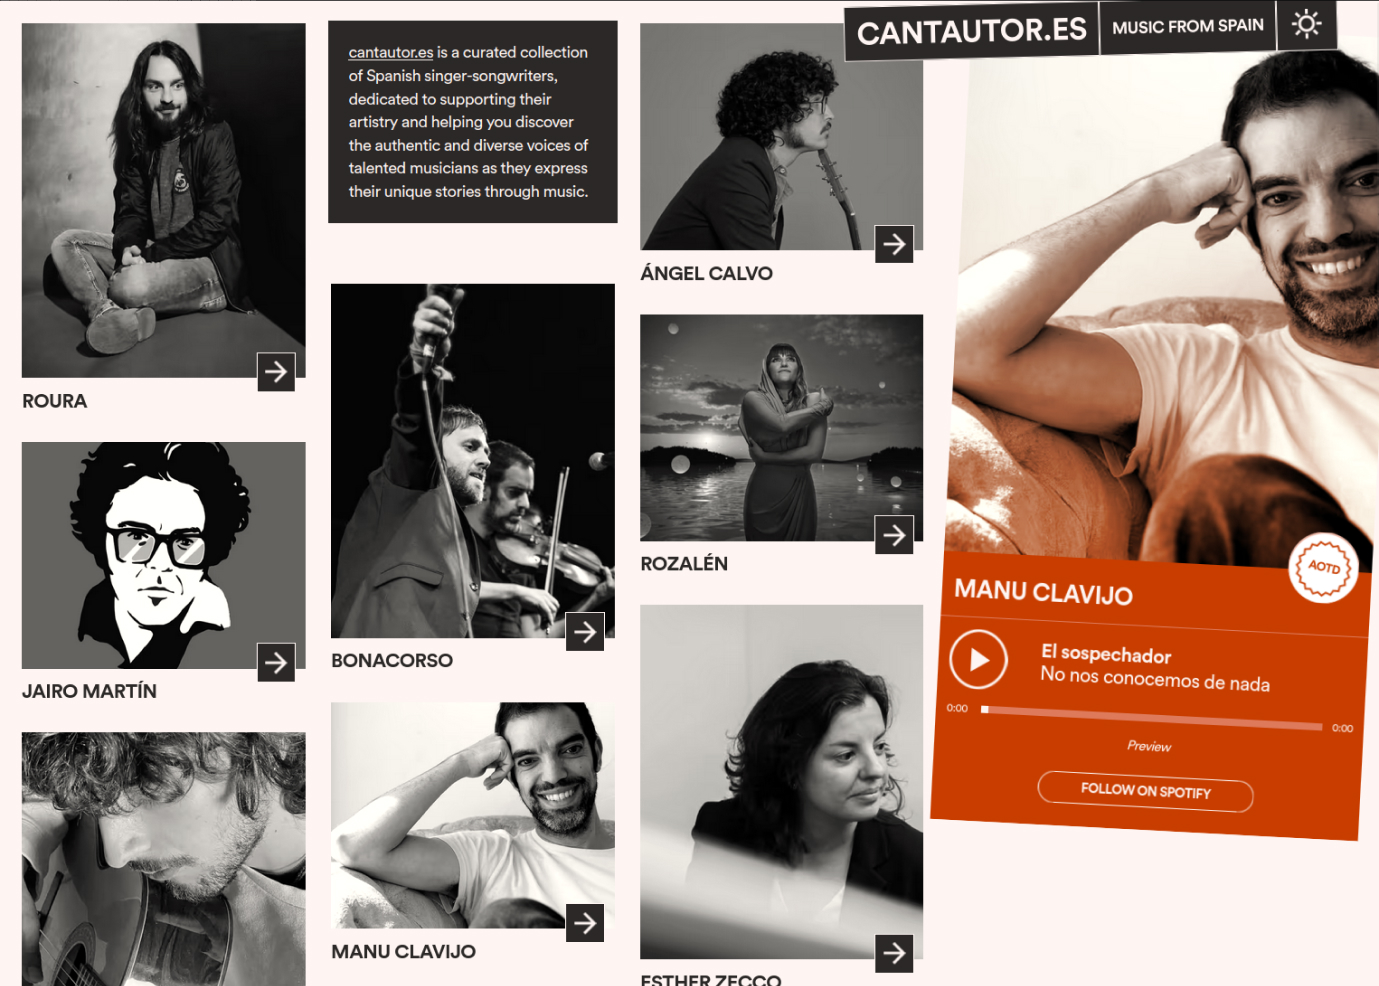 CANTAUTOR.ES
MUSIC FROM SPAIN
ROURA
JAIRO MARTÍN
cantautor.es is a curated collection
of Spanish singer-songwriters,
dedicated to supporting their
artistry and helping you discover
the authentic and diverse voices of
talented musicians as they express
their unique stories through music.
BONACORSO
MANU CLAVIJO
ÁNGEL CALVO
ROZALÉN
ESTHER ZECCO
AOTD
MANU CLAVIJO
El sospechador
No nos conocemos de nada
0:00
0:00
Preview
FOLLOW ON SPOTIFY